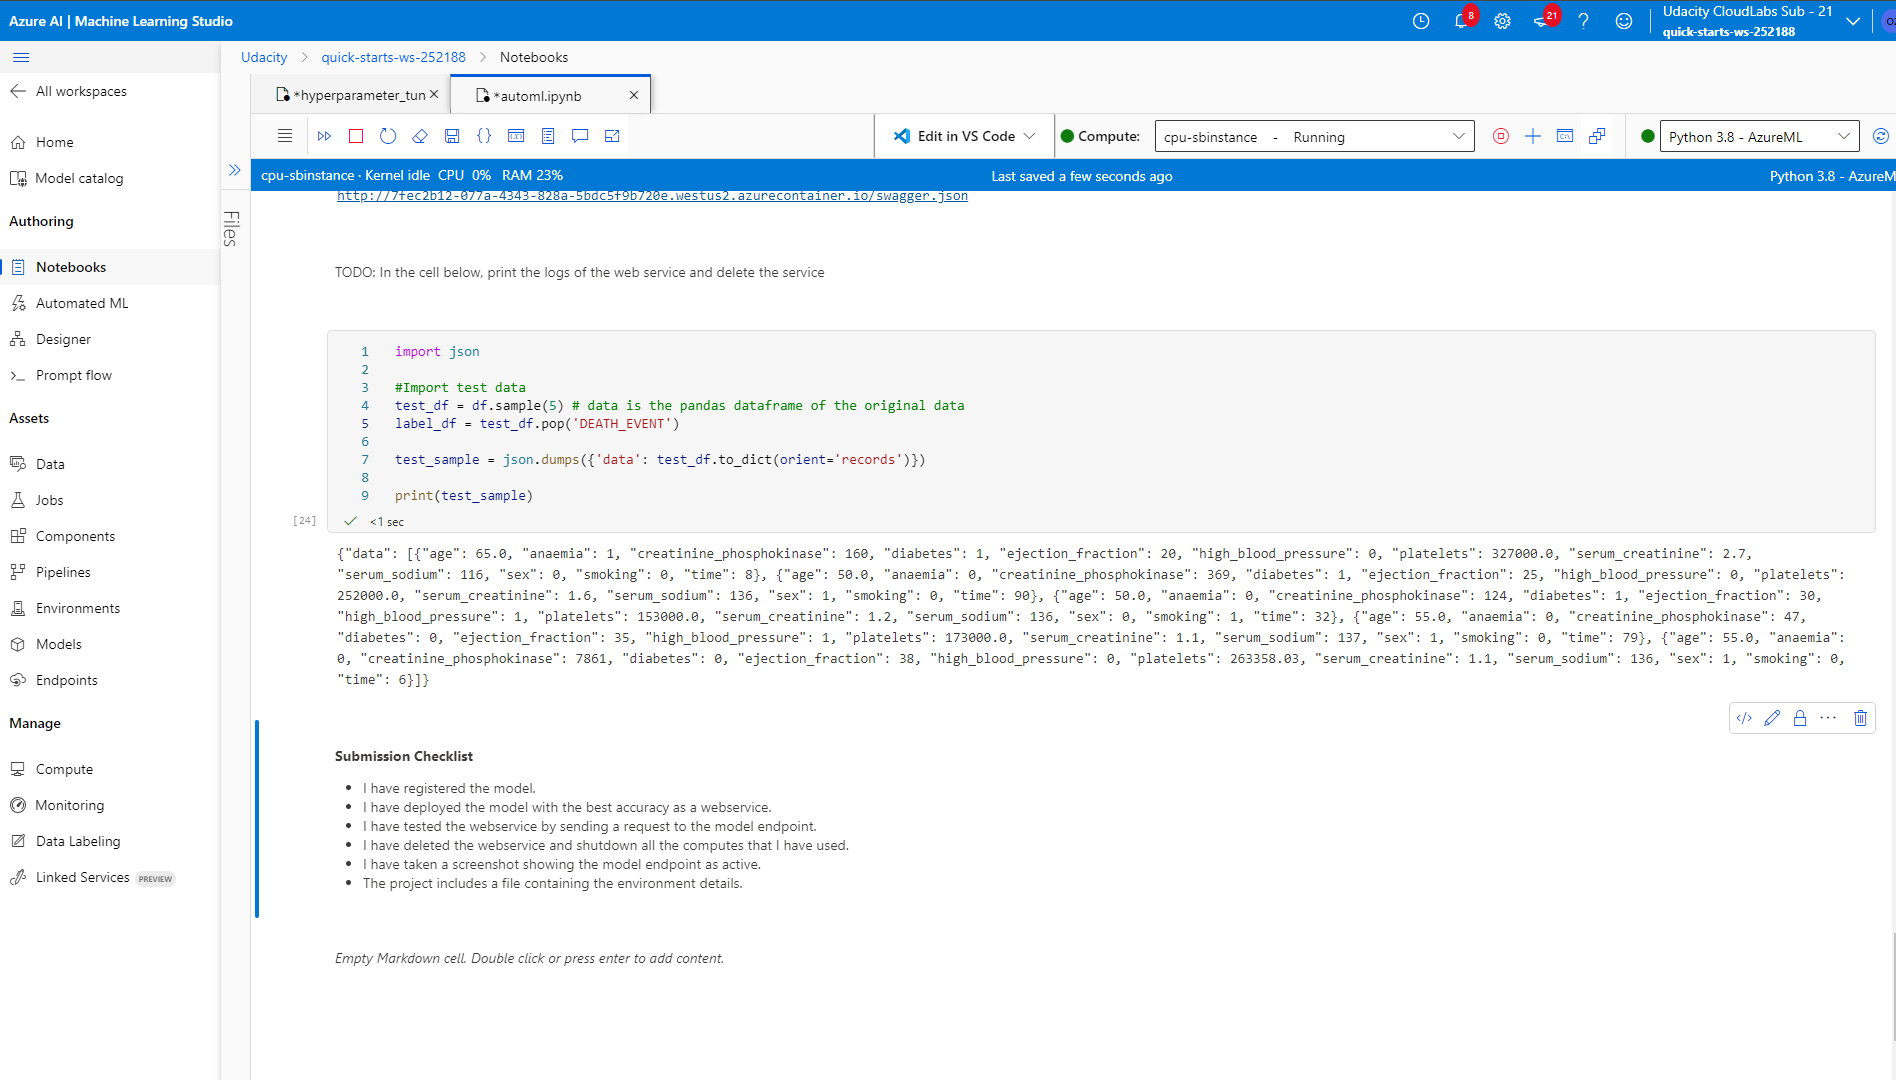 Azure AI | Machine Learning Studio
8
21
?
Udacity CloudLabs Sub - 21
quick-starts-ws-252188
All workspaces
Home
Model catalog
Authoring
Notebooks
Automated ML
Designer
Prompt flow
Assets
Data
Jobs
Components
Pipelines
Environments
Models
Endpoints
Manage
Compute
Monitoring
Data Labeling
Linked Services PREVIEW
Udacity > quick-starts-ws-252188 > Notebooks
*hyperparameter_tun
*automl.ipynb
Edit in VS Code
Compute:
cpu-sbinstance - Running
Python 3.8 - AzureML
cpu-sbinstance · Kernel idle CPU 0% RAM 23%
Last saved a few seconds ago
Python 3.8 - AzureM
Files
http://7fec2b12-077a-4343-828a-5bdc5f9b720e.westus2.azurecontainer.io/swagger.json
TODO: In the cell below, print the logs of the web service and delete the service
1 import json
2
3 #Import test data
4 test_df = df.sample(5) # data is the pandas dataframe of the original data
5 label_df = test_df.pop('DEATH_EVENT')
6
7 test_sample = json.dumps({'data': test_df.to_dict(orient='records')})
8
9 print(test_sample)
[24] <1 sec
{"data": [{"age": 65.0, "anaemia": 1, "creatinine_phosphokinase": 160, "diabetes": 1, "ejection_fraction": 20, "high_blood_pressure": 0, "platelets": 327000.0, "serum_creatinine": 2.7,
"serum_sodium": 116, "sex": 0, "smoking": 0, "time": 8}, {"age": 50.0, "anaemia": 0, "creatinine_phosphokinase": 369, "diabetes": 1, "ejection_fraction": 25, "high_blood_pressure": 0, "platelets":
252000.0, "serum_creatinine": 1.6, "serum_sodium": 136, "sex": 1, "smoking": 0, "time": 90}, {"age": 50.0, "anaemia": 0, "creatinine_phosphokinase": 124, "diabetes": 1, "ejection_fraction": 30,
"high_blood_pressure": 1, "platelets": 153000.0, "serum_creatinine": 1.2, "serum_sodium": 136, "sex": 0, "smoking": 1, "time": 32}, {"age": 55.0, "anaemia": 0, "creatinine_phosphokinase": 47,
"diabetes": 0, "ejection_fraction": 35, "high_blood_pressure": 1, "platelets": 173000.0, "serum_creatinine": 1.1, "serum_sodium": 137, "sex": 1, "smoking": 0, "time": 79}, {"age": 55.0, "anaemia":
0, "creatinine_phosphokinase": 7861, "diabetes": 0, "ejection_fraction": 38, "high_blood_pressure": 0, "platelets": 263358.03, "serum_creatinine": 1.1, "serum_sodium": 136, "sex": 1, "smoking": 0,
"time": 6}]}
Submission Checklist
• I have registered the model.
• I have deployed the model with the best accuracy as a webservice.
• I have tested the webservice by sending a request to the model endpoint.
• I have deleted the webservice and shutdown all the computes that I have used.
• I have taken a screenshot showing the model endpoint as active.
• The project includes a file containing the environment details.
Empty Markdown cell. Double click or press enter to add content.